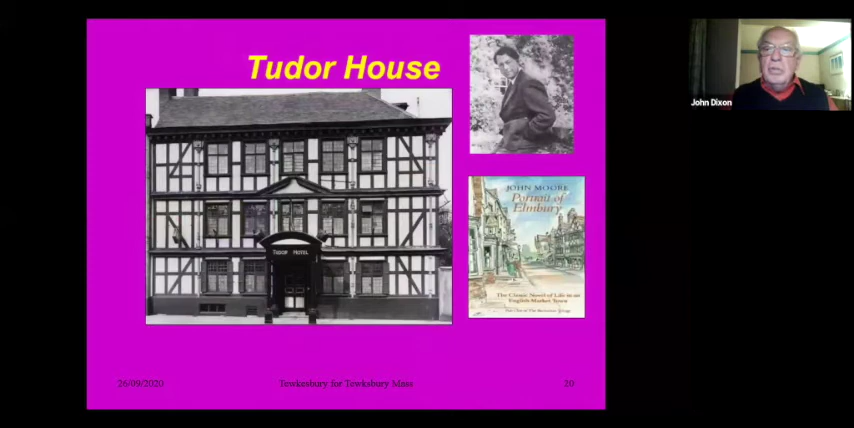 Tudor House
TUDOR HOTEL
JOHN MOORE
Portrait of
Elmbury
The Classic Novel of Life in an
English Market Town
26/09/2020
Tewkesbury for Tewksbury Mass
20
John Dixon